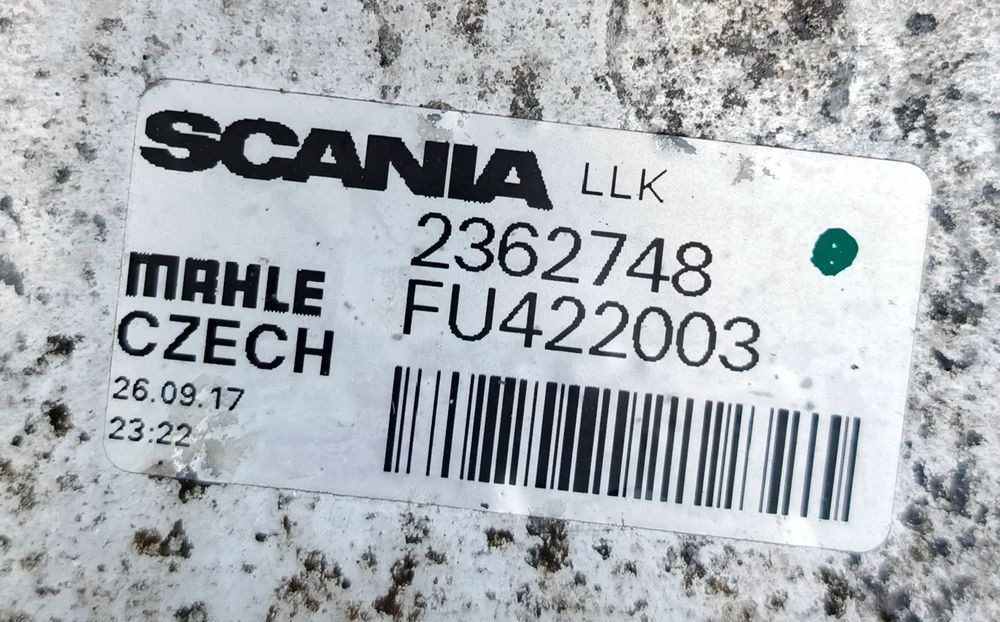 SCANIA LLK
2362748
FU422003
MAHLE
CZECH
26.09.17
23:22